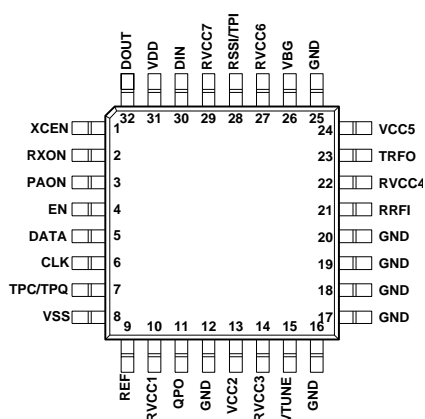 DOUT VDD DIN RVCC7 RSSI/TPI RVCC6 VBG GND
32 31 30 29 28 27 26 25
XCEN 1
RXON 2
PAON 3
EN 4
DATA 5
CLK 6
TPC/TPQ 7
VSS 8
24 VCC5
23 TRFO
22 RVCC4
21 RRFI
20 GND
19 GND
18 GND
17 GND
9 10 11 12 13 14 15 16
REF RVCC1 QPO GND VCC2 RVCC3 VTUNE GND